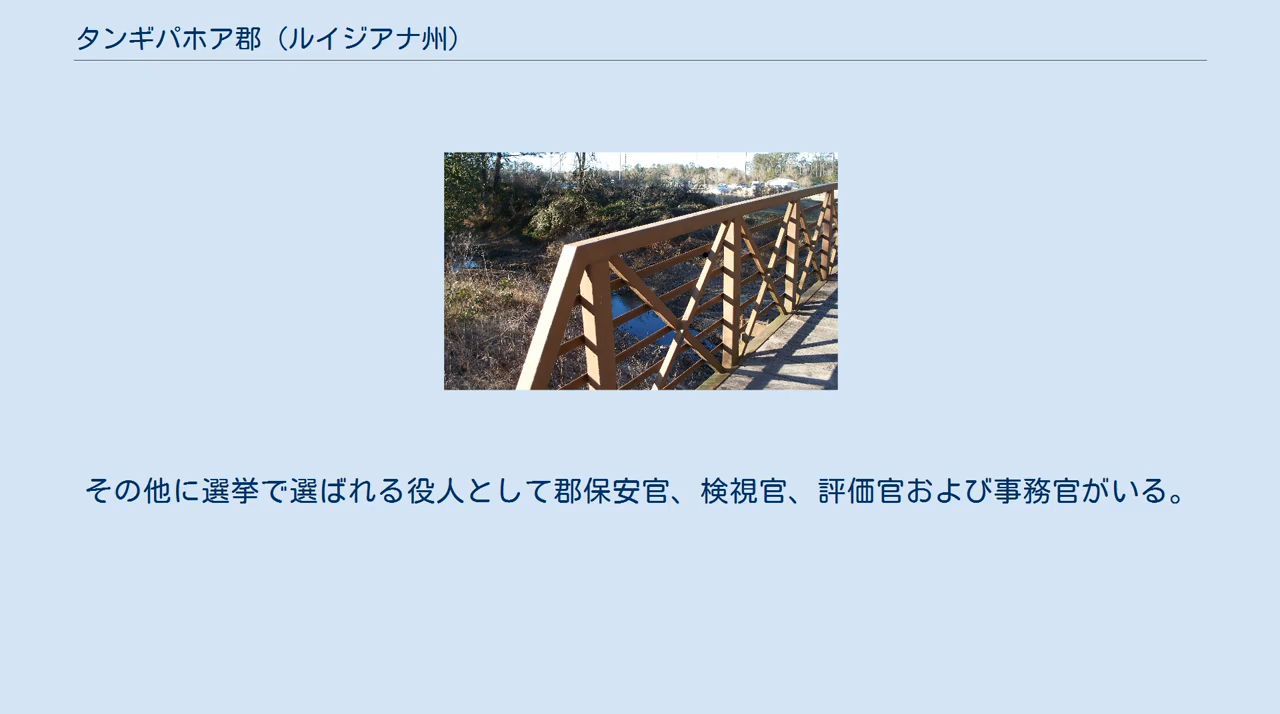 タンギパホア郡（ルイジアナ州）
その他に選挙で選ばれる役人として郡保安官、検視官、評価官および事務官がいる。